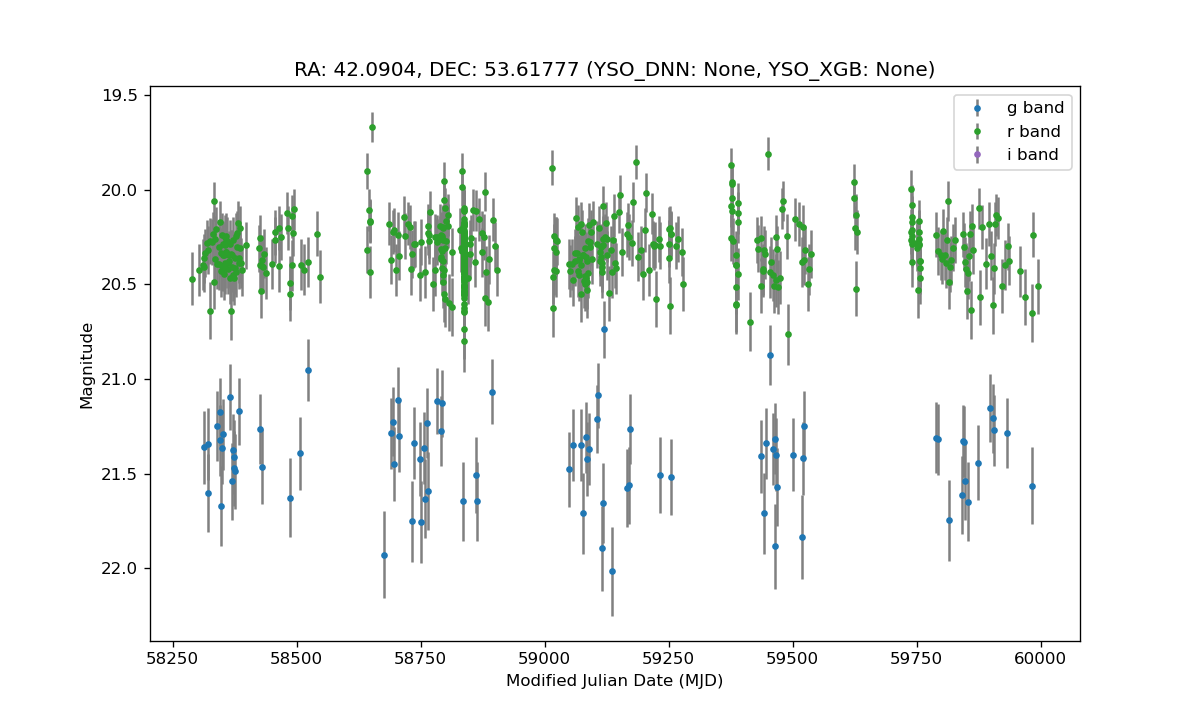 RA: 42.0904, DEC: 53.61777 (YSO_DNN: None, YSO_XGB: None)
g band
r band
i band
19.5
20.0
20.5
21.0
21.5
22.0
Magnitude
58250 58500 58750 59000 59250 59500 59750 60000
Modified Julian Date (MJD)